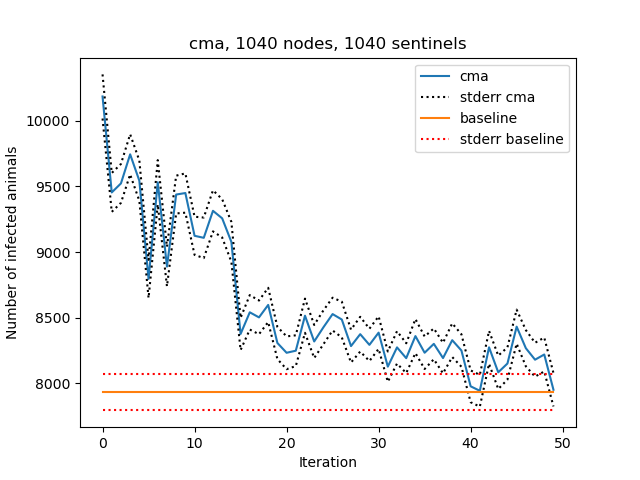 cma, 1040 nodes, 1040 sentinels
cma
stderr cma
baseline
stderr baseline
Number of infected animals
10000
9500
9000
8500
8000
0 10 20 30 40 50
Iteration